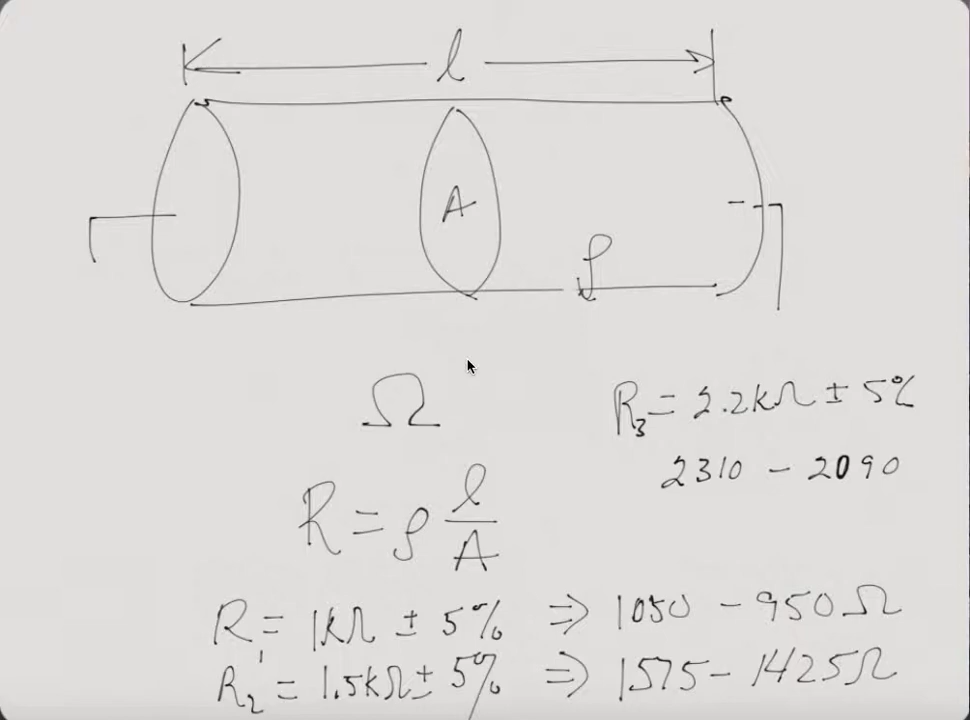 l
A
ρ
Ω
R₃ = 2.2kΩ ± 5%
2310 - 2090
R = ρ l/A
R₁ = 1kΩ ± 5% ⇒ 1050 - 950Ω
R₂ = 1.5kΩ ± 5% ⇒ 1575 - 1425Ω